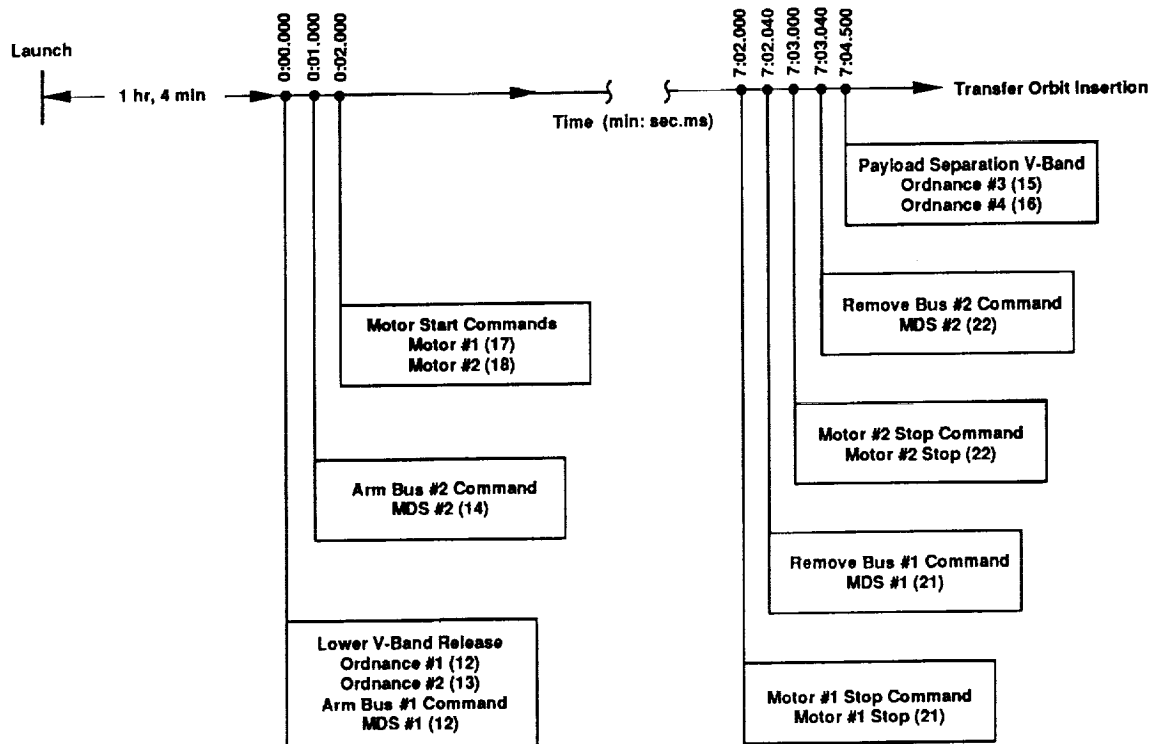 Launch
1 hr, 4 min
0:00.000
0:01.000
0:02.000
Time (min: sec.ms)
7:02.000
7:02.040
7:03.000
7:03.040
7:04.500
Transfer Orbit Insertion
Payload Separation V-Band
Ordnance #3 (15)
Ordnance #4 (16)
Remove Bus #2 Command
MDS #2 (22)
Motor Start Commands
Motor #1 (17)
Motor #2 (18)
Motor #2 Stop Command
Motor #2 Stop (22)
Arm Bus #2 Command
MDS #2 (14)
Remove Bus #1 Command
MDS #1 (21)
Lower V-Band Release
Ordnance #1 (12)
Ordnance #2 (13)
Arm Bus #1 Command
MDS #1 (12)
Motor #1 Stop Command
Motor #1 Stop (21)